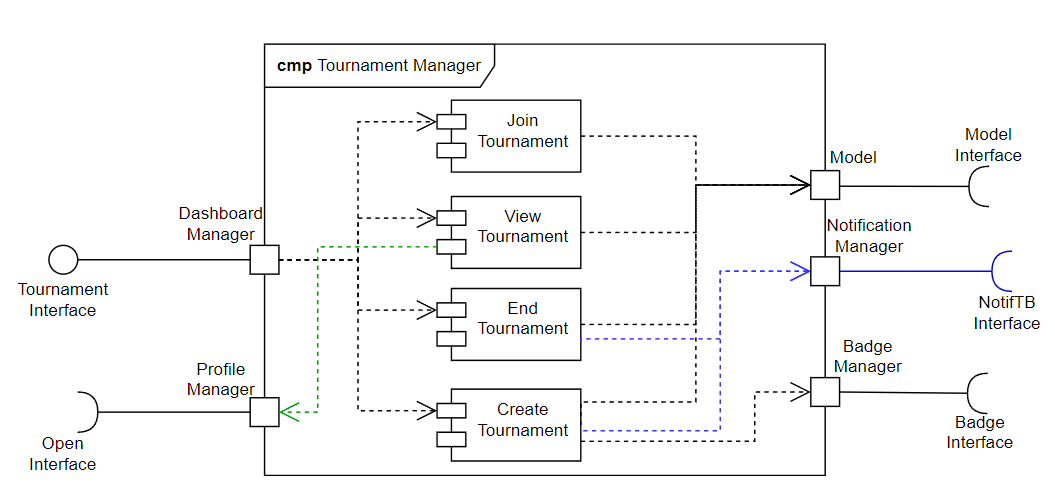 cmp Tournament Manager
Join
Tournament
View
Tournament
End
Tournament
Create
Tournament
Dashboard
Manager
Tournament
Interface
Profile
Manager
Open
Interface
Model
Model
Interface
Notification
Manager
NotifTB
Interface
Badge
Manager
Badge
Interface